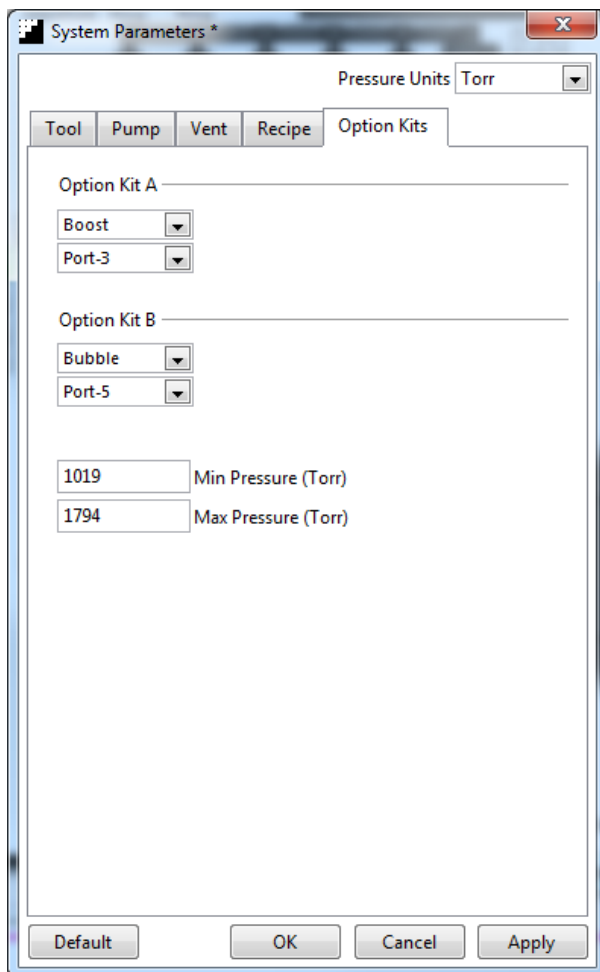 System Parameters *
Pressure Units Torr
Tool Pump Vent Recipe Option Kits
Option Kit A
Boost
Port-3
Option Kit B
Bubble
Port-5
1019 Min Pressure (Torr)
1794 Max Pressure (Torr)
Default OK Cancel Apply